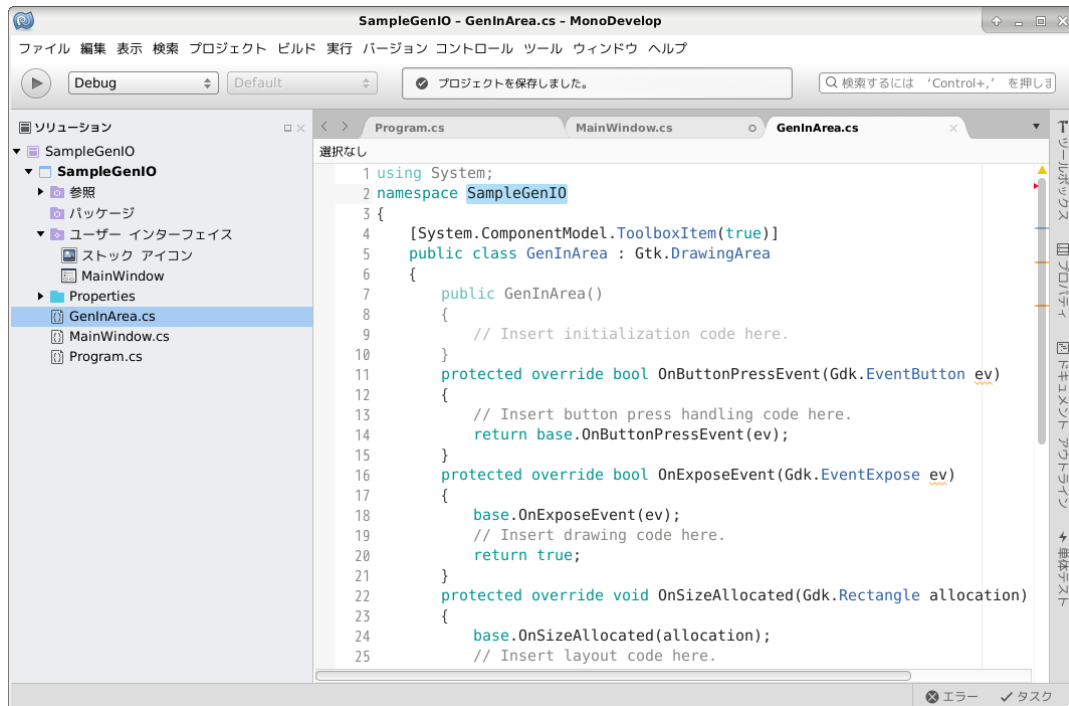 SampleGenIO - GenInArea.cs - MonoDevelop
ファイル 編集 表示 検索 プロジェクト ビルド 実行 バージョン コントロール ツール ウィンドウ ヘルプ
Debug
Default
プロジェクトを保存しました。
検索するには 'Control+,' を押しま
ソリューション
SampleGenIO
SampleGenIO
参照
パッケージ
ユーザー インターフェイス
ストック アイコン
MainWindow
Properties
GenInArea.cs
MainWindow.cs
Program.cs
Program.cs
MainWindow.cs
GenInArea.cs
選択なし
1 using System;
2 namespace SampleGenIO
3 {
4 [System.ComponentModel.ToolboxItem(true)]
5 public class GenInArea : Gtk.DrawingArea
6 {
7 public GenInArea()
8 {
9 // Insert initialization code here.
10 }
11 protected override bool OnButtonPressEvent(Gdk.EventButton ev)
12 {
13 // Insert button press handling code here.
14 return base.OnButtonPressEvent(ev);
15 }
16 protected override bool OnExposeEvent(Gdk.EventExpose ev)
17 {
18 base.OnExposeEvent(ev);
19 // Insert drawing code here.
20 return true;
21 }
22 protected override void OnSizeAllocated(Gdk.Rectangle allocation)
23 {
24 base.OnSizeAllocated(allocation);
25 // Insert layout code here.
ツールボックス
プロパティ
ドキュメント アウトライン
単体テスト
エラー
タスク